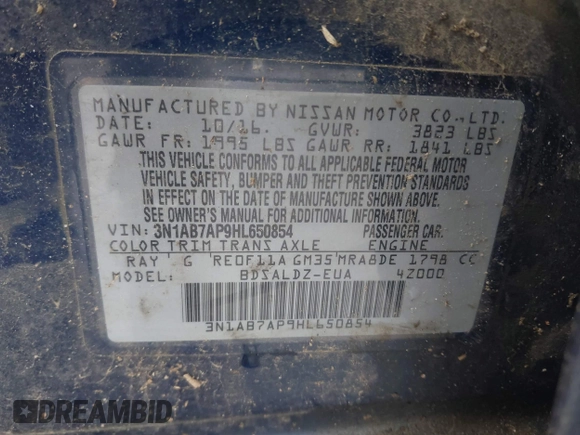 MANUFACTURED BY NISSAN MOTOR CO., LTD.
DATE: 10/16. GVWR: 3823 LBS
GAWR FR: 1995 LBS GAWR RR: 1841 LBS
THIS VEHICLE CONFORMS TO ALL APPLICABLE FEDERAL MOTOR
VEHICLE SAFETY, BUMPER AND THEFT PREVENTION STANDARDS
IN EFFECT ON THE DATE OF MANUFACTURE SHOWN ABOVE.
SEE OWNER'S MANUAL FOR ADDITIONAL INFORMATION.
VIN: 3N1AB7AP9HL650854 PASSENGER CAR.
COLOR TRIM TRANS AXLE ENGINE
RAY G RE0F11A GM35 MRA8DE 1798 CC
MODEL: BDSALDZ-EUA 42000
3N1AB7AP9HL650854
DREAMBID